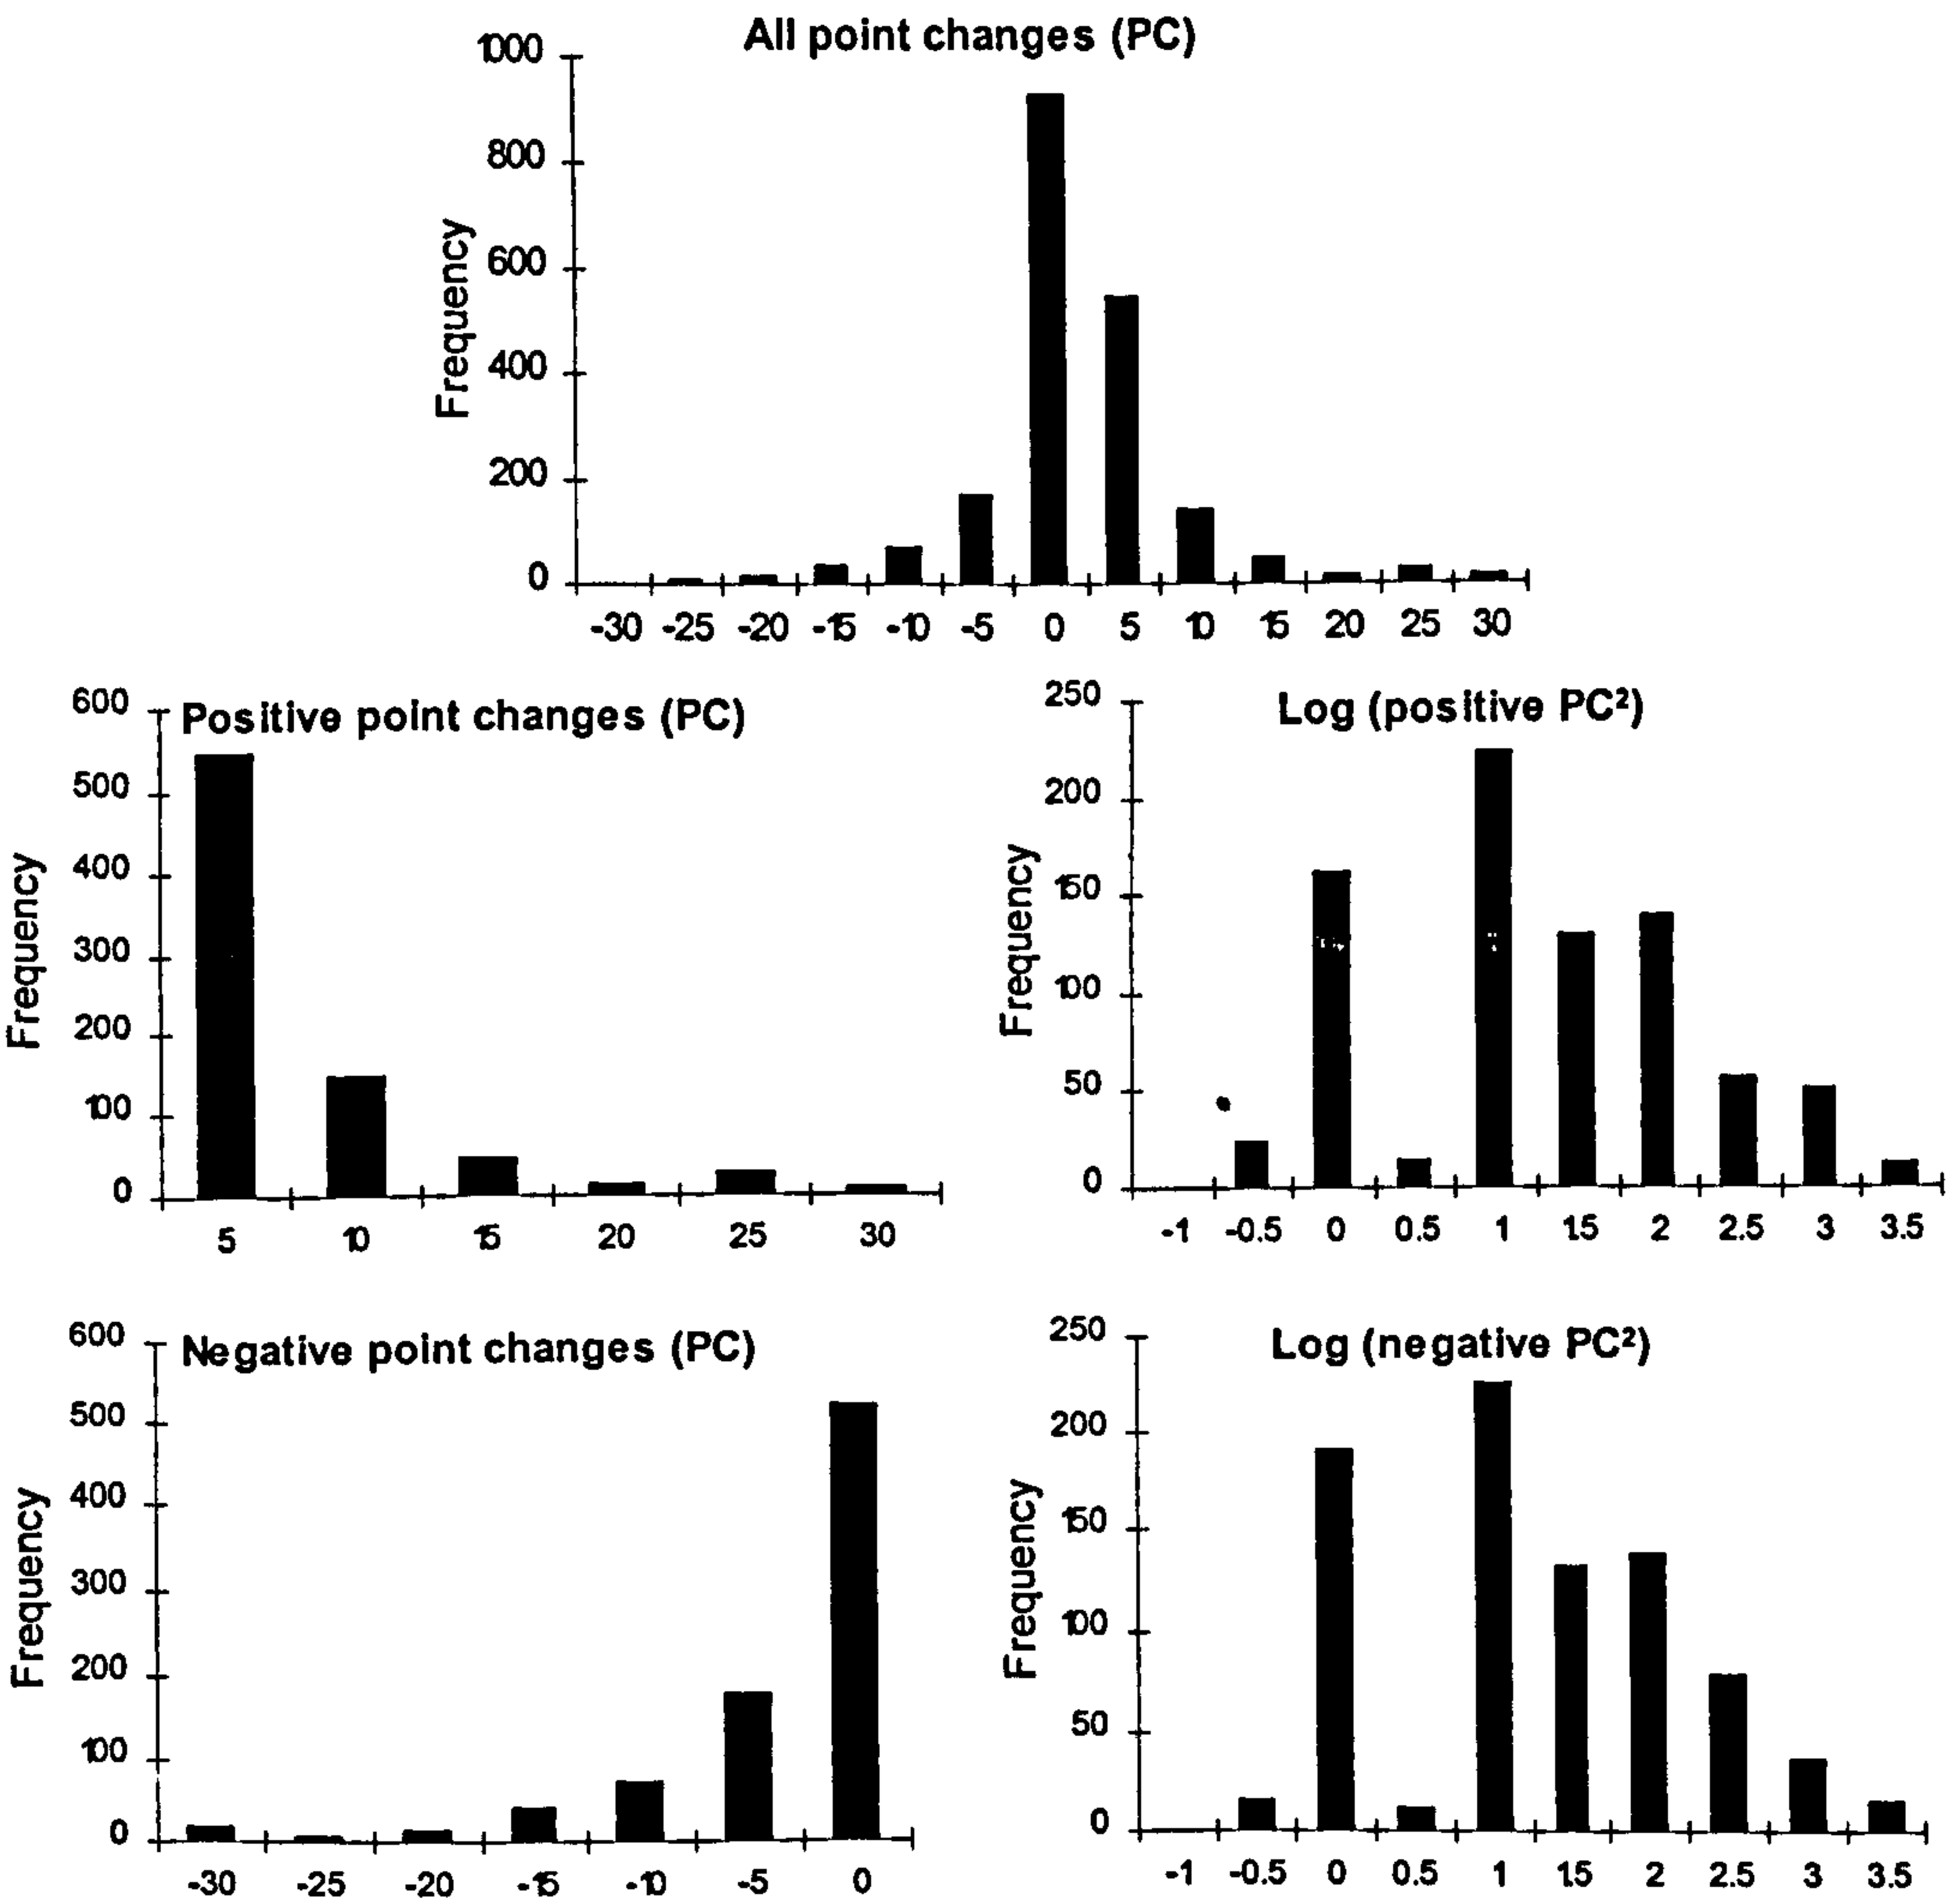 All point changes (PC)
1000
800
600
400
200
0
Frequency
-30 -25 -20 -15 -10 -5 0 5 10 15 20 25 30
Positive point changes (PC)
600
500
400
300
200
100
0
Frequency
5 10 15 20 25 30
Log (positive PC²)
250
200
150
100
50
0
Frequency
-1 -0.5 0 0.5 1 1.5 2 2.5 3 3.5
Negative point changes (PC)
600
500
400
300
200
100
0
Frequency
-30 -25 -20 -15 -10 -5 0
Log (negative PC²)
250
200
150
100
50
0
Frequency
-1 -0.5 0 0.5 1 1.5 2 2.5 3 3.5